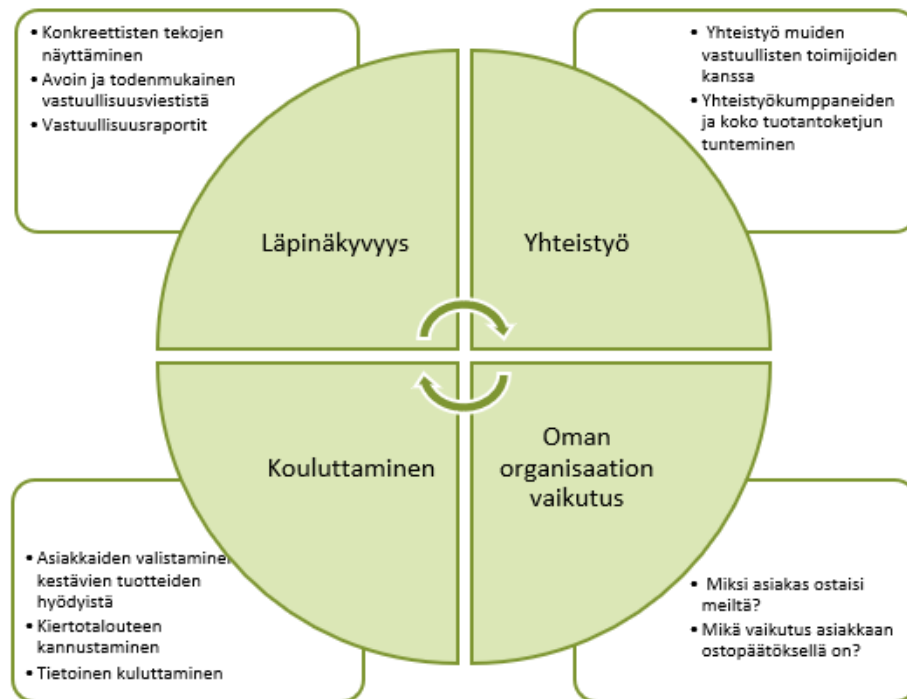 • Konkreettisten tekojen
näyttäminen
• Avoin ja todenmukainen
vastuullisuusviestistä
• Vastuullisuusraportit
• Yhteistyö muiden
vastuullisten toimijoiden
kanssa
• Yhteistyökumppaneiden
ja koko tuotantoketjun
tunteminen
Läpinäkyvyys
Yhteistyö
Kouluttaminen
Oman
organisaation
vaikutus
• Asiakkaiden valistaminen
kestävien tuotteiden
hyödyistä
• Kiertotalouteen
kannustaminen
• Tietoinen kuluttaminen
• Miksi asiakas ostaisi
meiltä?
• Mikä vaikutus asiakkaan
ostopäätöksellä on?